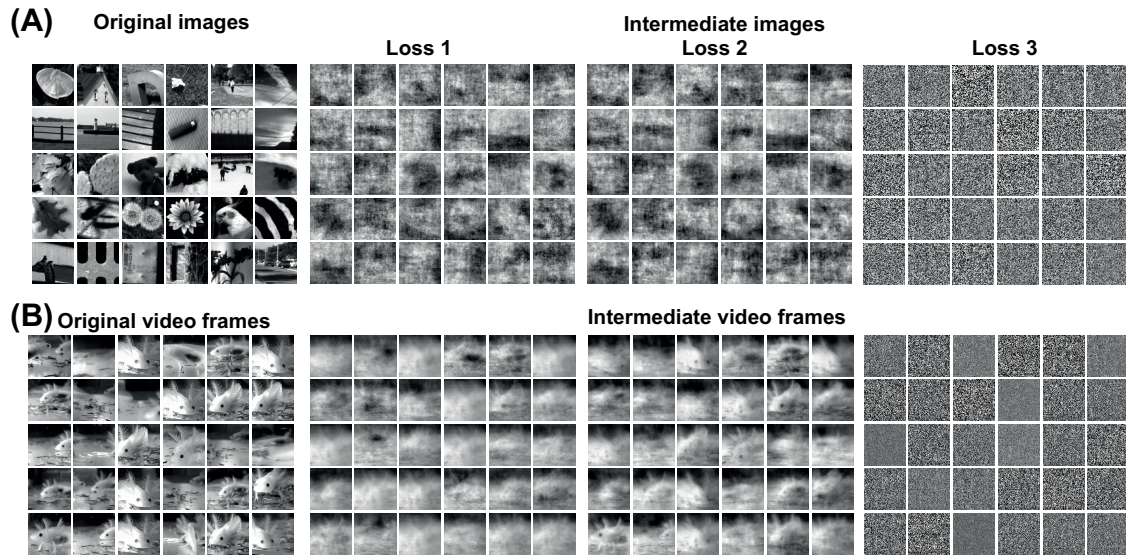 (A)
Original images
Intermediate images
Loss 1
Loss 2
Loss 3
(B)
Original video frames
Intermediate video frames